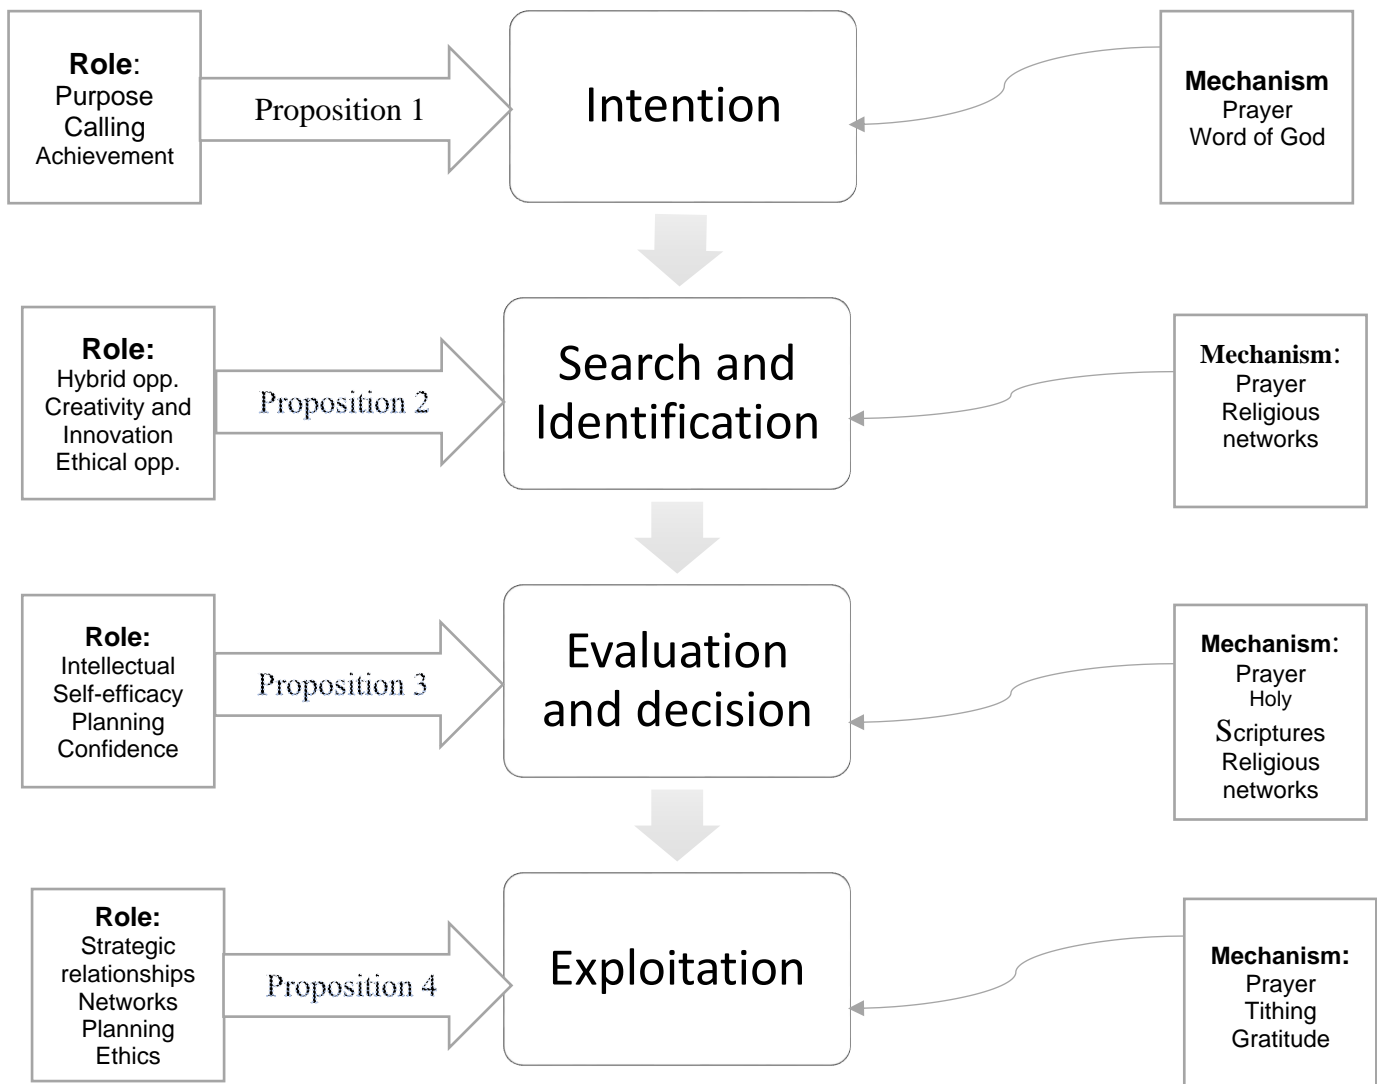 Role:
Purpose
Calling
Achievement
Proposition 1
Intention
Mechanism
Prayer
Word of God
Role:
Hybrid opp.
Creativity and
Innovation
Ethical opp.
Proposition 2
Search and
Identification
Mechanism:
Prayer
Religious
networks
Role:
Intellectual
Self-efficacy
Planning
Confidence
Proposition 3
Evaluation
and decision
Mechanism:
Prayer
Holy
Scriptures
Religious
networks
Role:
Strategic
relationships
Networks
Planning
Ethics
Proposition 4
Exploitation
Mechanism:
Prayer
Tithing
Gratitude